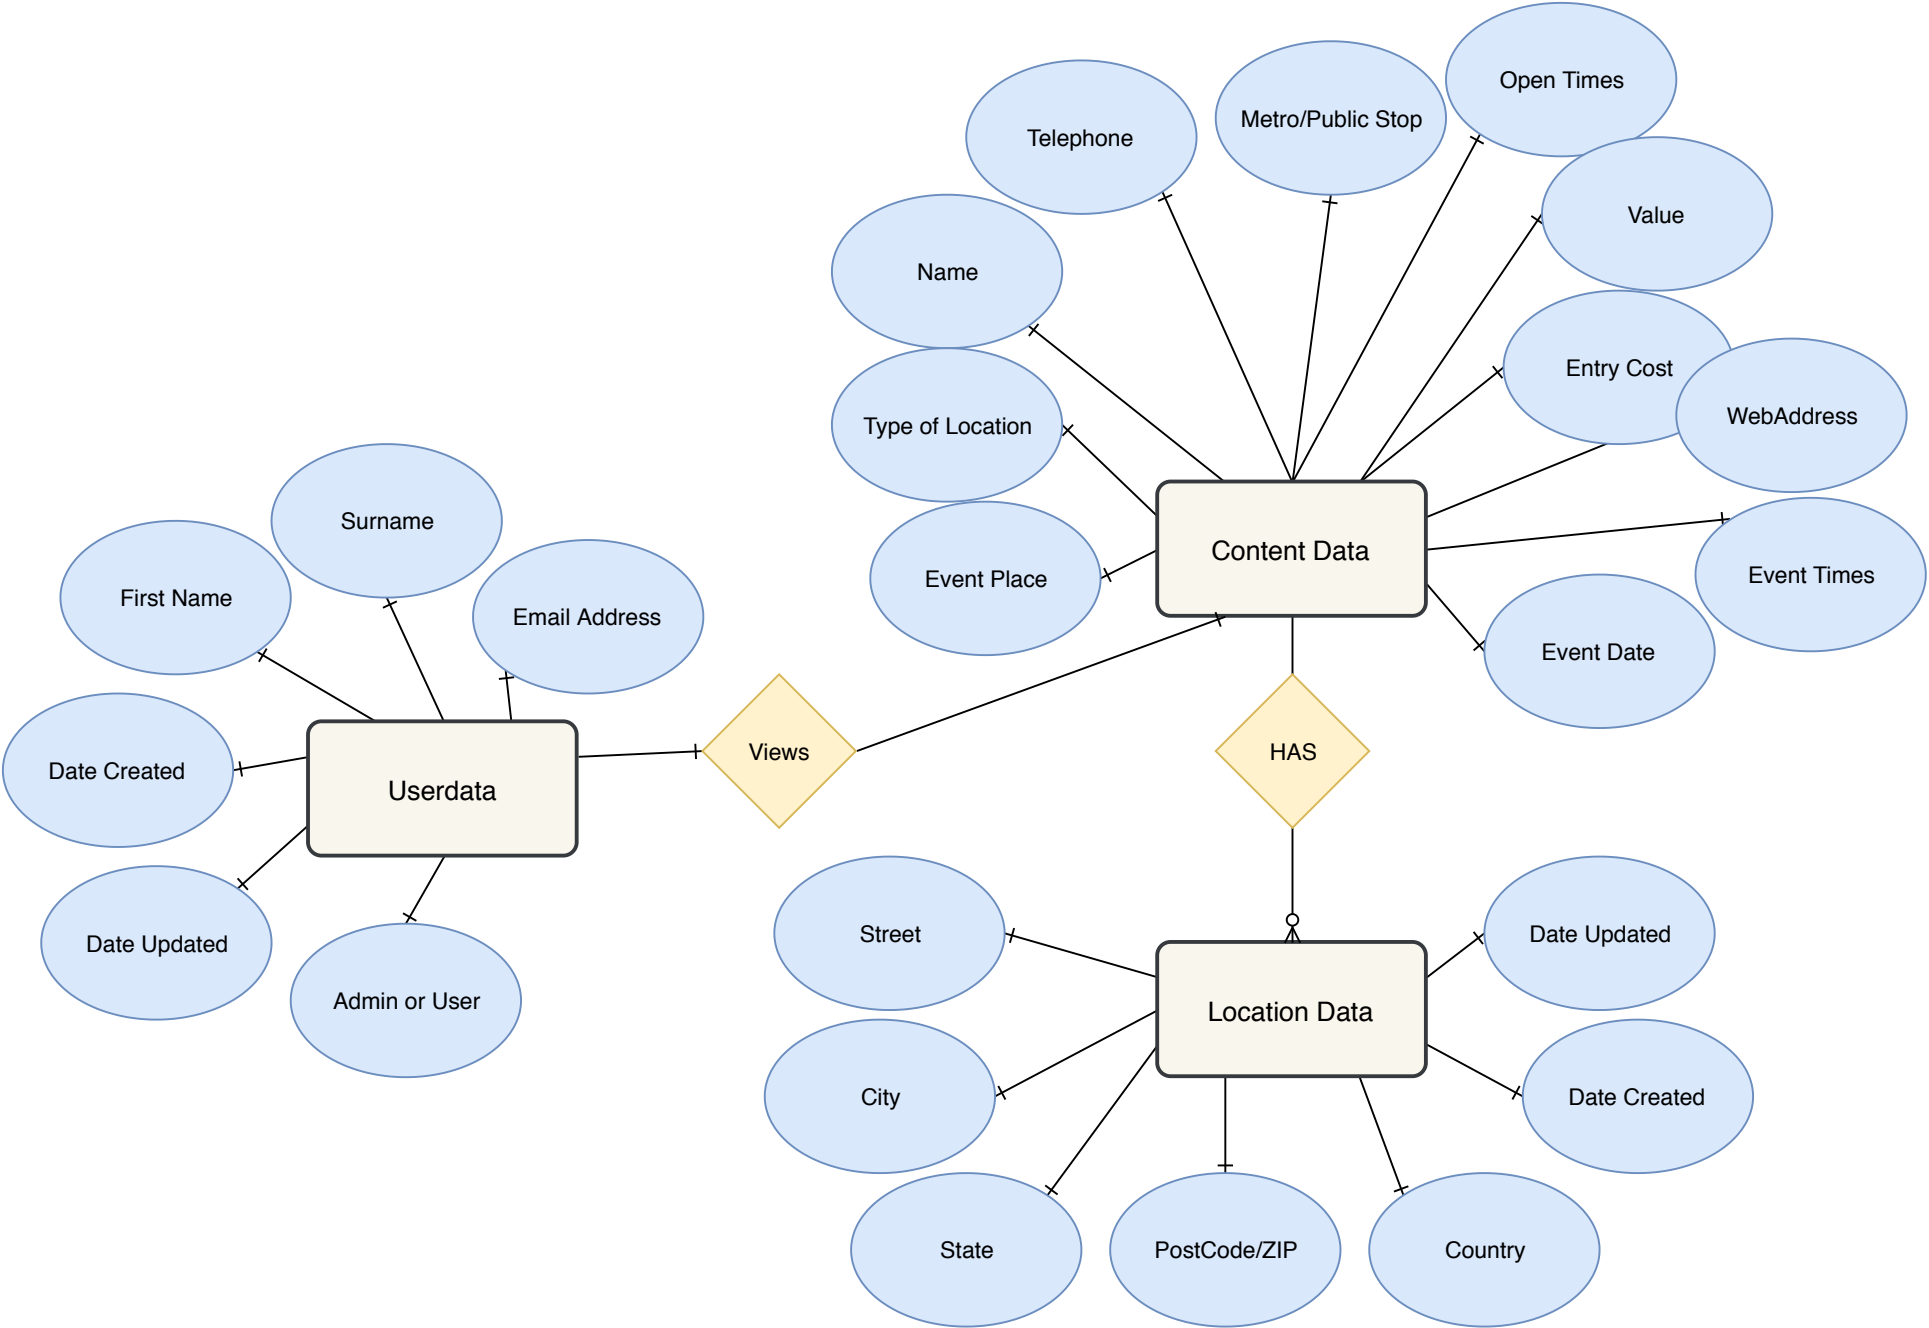 Open Times
Metro/Public Stop
Telephone
Value
Name
Entry Cost
WebAddress
Type of Location
Surname
Content Data
Event Times
Event Place
First Name
Email Address
Event Date
Views
HAS
Date Created
Userdata
Street
Date Updated
Date Updated
Admin or User
Location Data
City
Date Created
State
PostCode/ZIP
Country